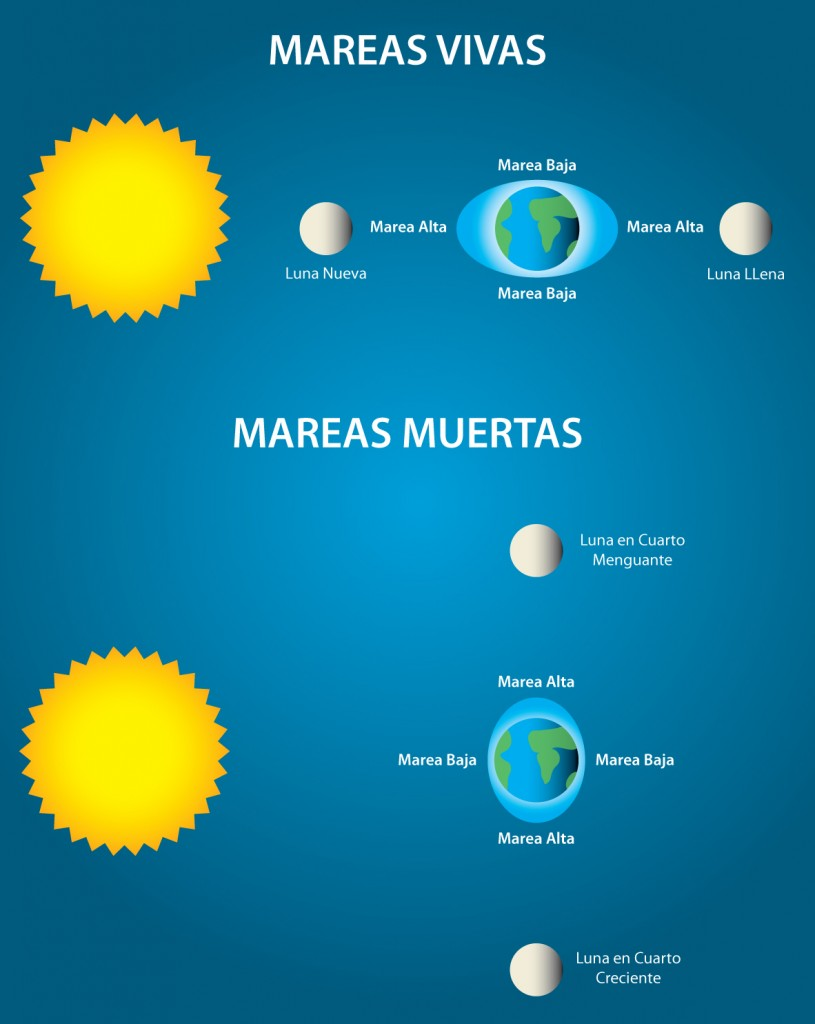 MAREAS VIVAS
Marea Baja
Marea Alta
Marea Alta
Luna Nueva
Luna LLena
Marea Baja
MAREAS MUERTAS
Luna en Cuarto
Menguante
Marea Alta
Marea Baja
Marea Baja
Marea Alta
Luna en Cuarto
Creciente